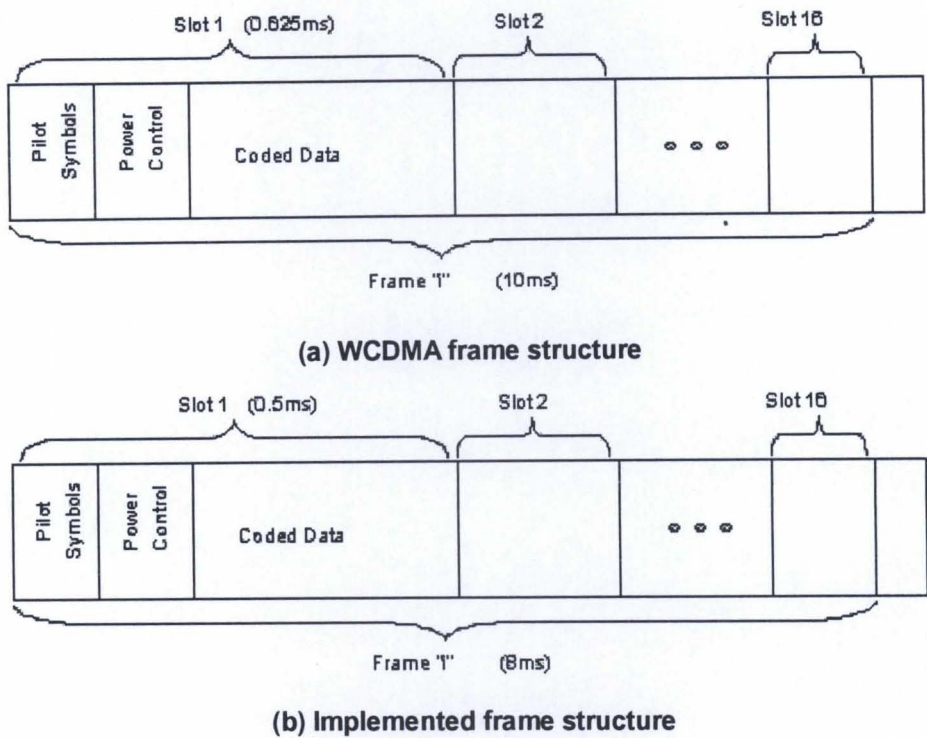 Slot 1 (0.625ms) Slot 2 Slot 16
Pilot Symbols
Power Control
Coded Data
Frame "1" (10ms)
(a) WCDMA frame structure
Slot 1 (0.5ms) Slot 2 Slot 16
Pilot Symbols
Power Control
Coded Data
Frame "1" (8ms)
(b) Implemented frame structure